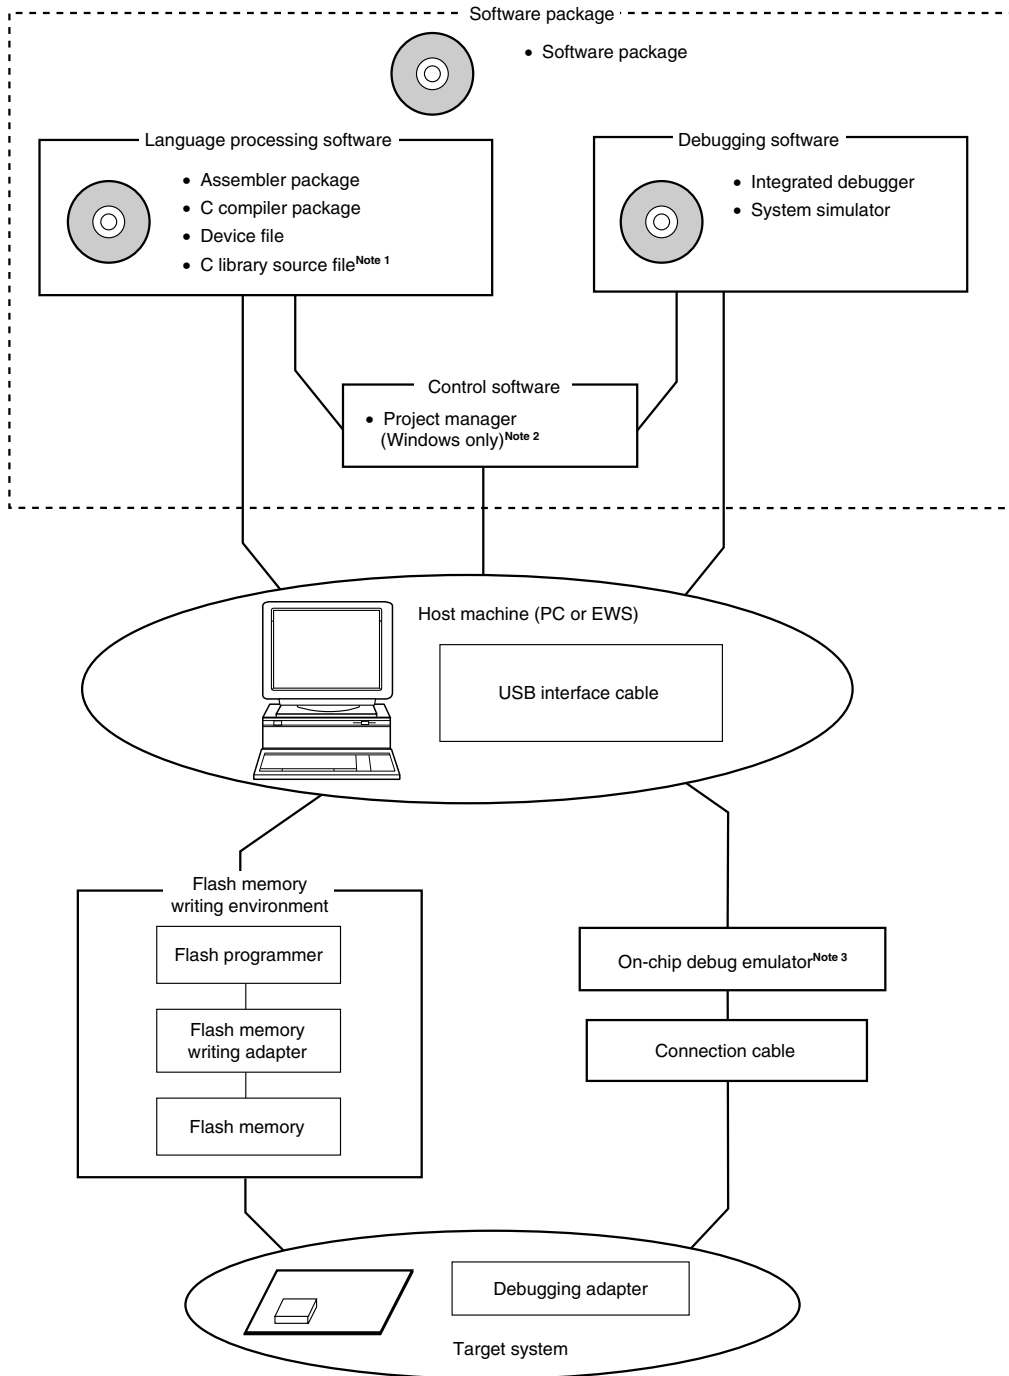 Software package
• Software package
Language processing software
• Assembler package
• C compiler package
• Device file
• C library source fileNote 1
Debugging software
• Integrated debugger
• System simulator
Control software
• Project manager
(Windows only)Note 2
Host machine (PC or EWS)
USB interface cable
Flash memory
writing environment
Flash programmer
Flash memory
writing adapter
Flash memory
On-chip debug emulatorNote 3
Connection cable
Debugging adapter
Target system